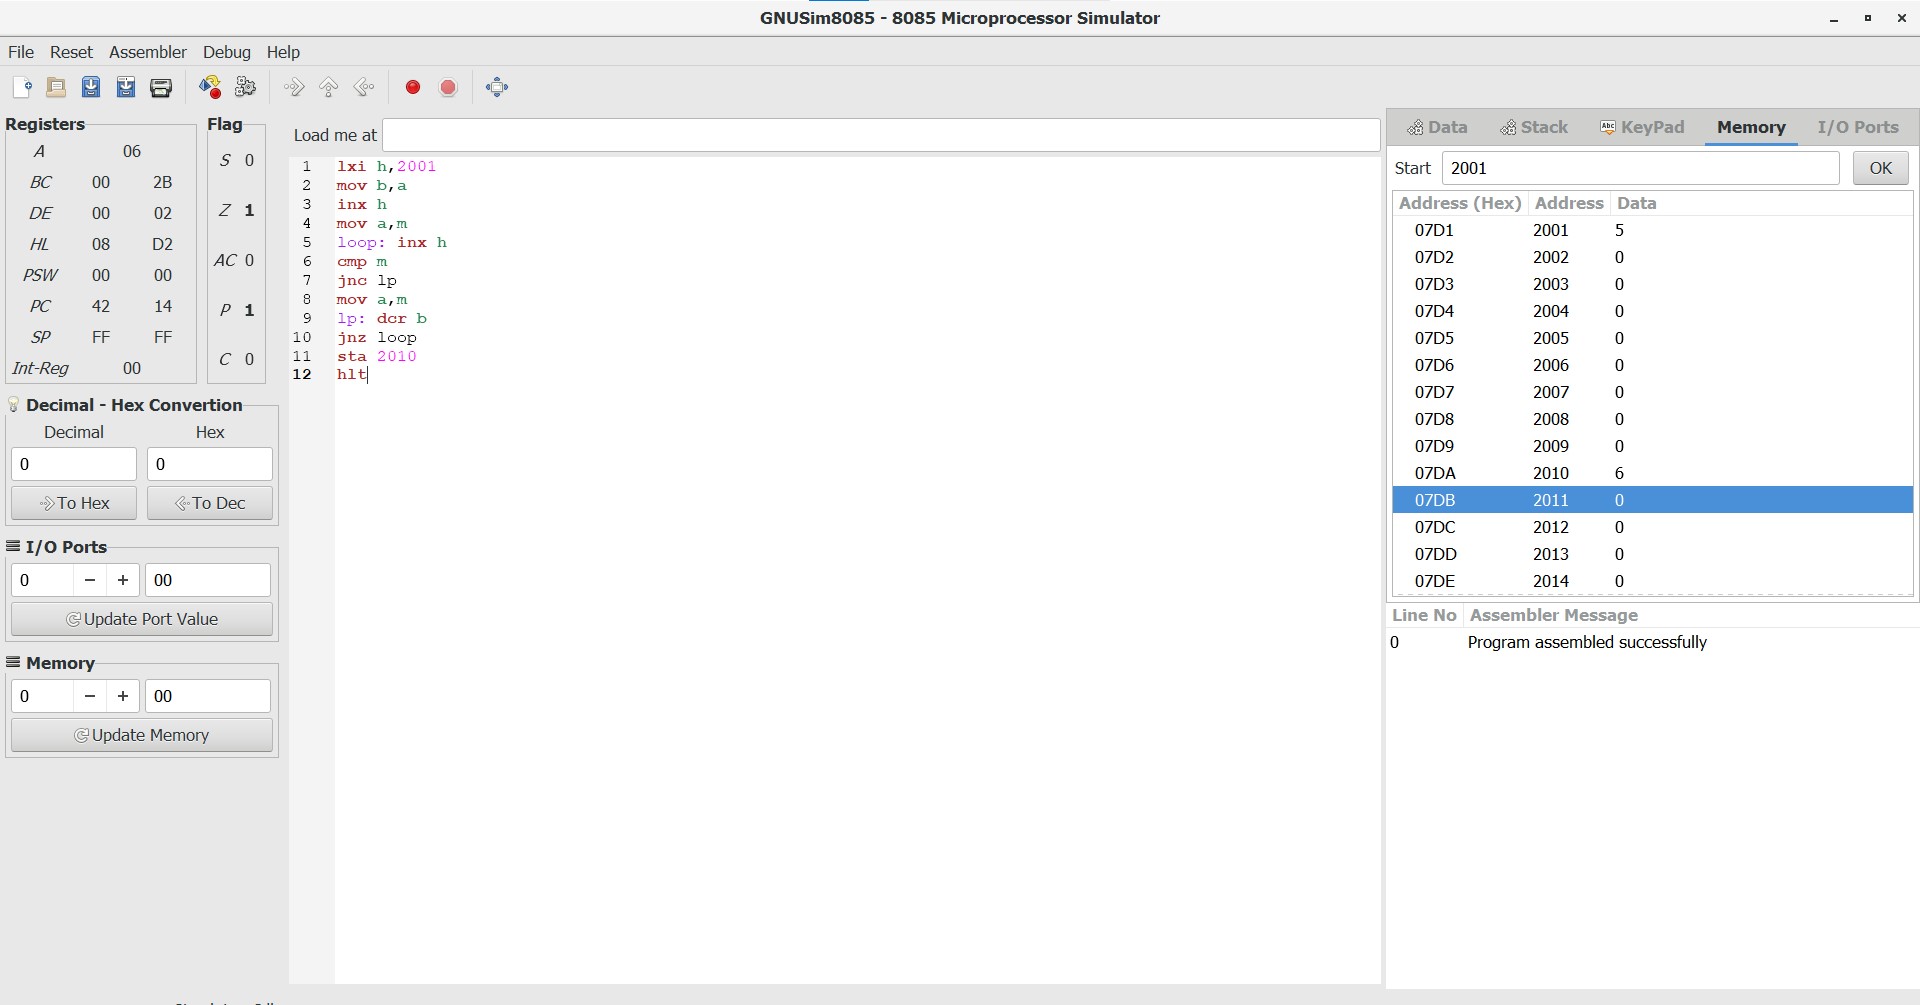 GNUSim8085 - 8085 Microprocessor Simulator
File Reset Assembler Debug Help
Registers
A 06
BC 00 2B
DE 00 02
HL 08 D2
PSW 00 00
PC 42 14
SP FF FF
Int-Reg 00
Flag
S 0
Z 1
AC 0
P 1
C 0
Decimal - Hex Convertion
Decimal Hex
0 0
To Hex To Dec
I/O Ports
0 − + 00
Update Port Value
Memory
0 − + 00
Update Memory
Load me at
1 lxi h,2001
2 mov b,a
3 inx h
4 mov a,m
5 loop: inx h
6 cmp m
7 jnc lp
8 mov a,m
9 lp: dcr b
10 jnz loop
11 sta 2010
12 hlt
Data Stack Abc KeyPad Memory I/O Ports
Start 2001 OK
Address (Hex) Address Data
07D1 2001 5
07D2 2002 0
07D3 2003 0
07D4 2004 0
07D5 2005 0
07D6 2006 0
07D7 2007 0
07D8 2008 0
07D9 2009 0
07DA 2010 6
07DB 2011 0
07DC 2012 0
07DD 2013 0
07DE 2014 0
Line No Assembler Message
0 Program assembled successfully